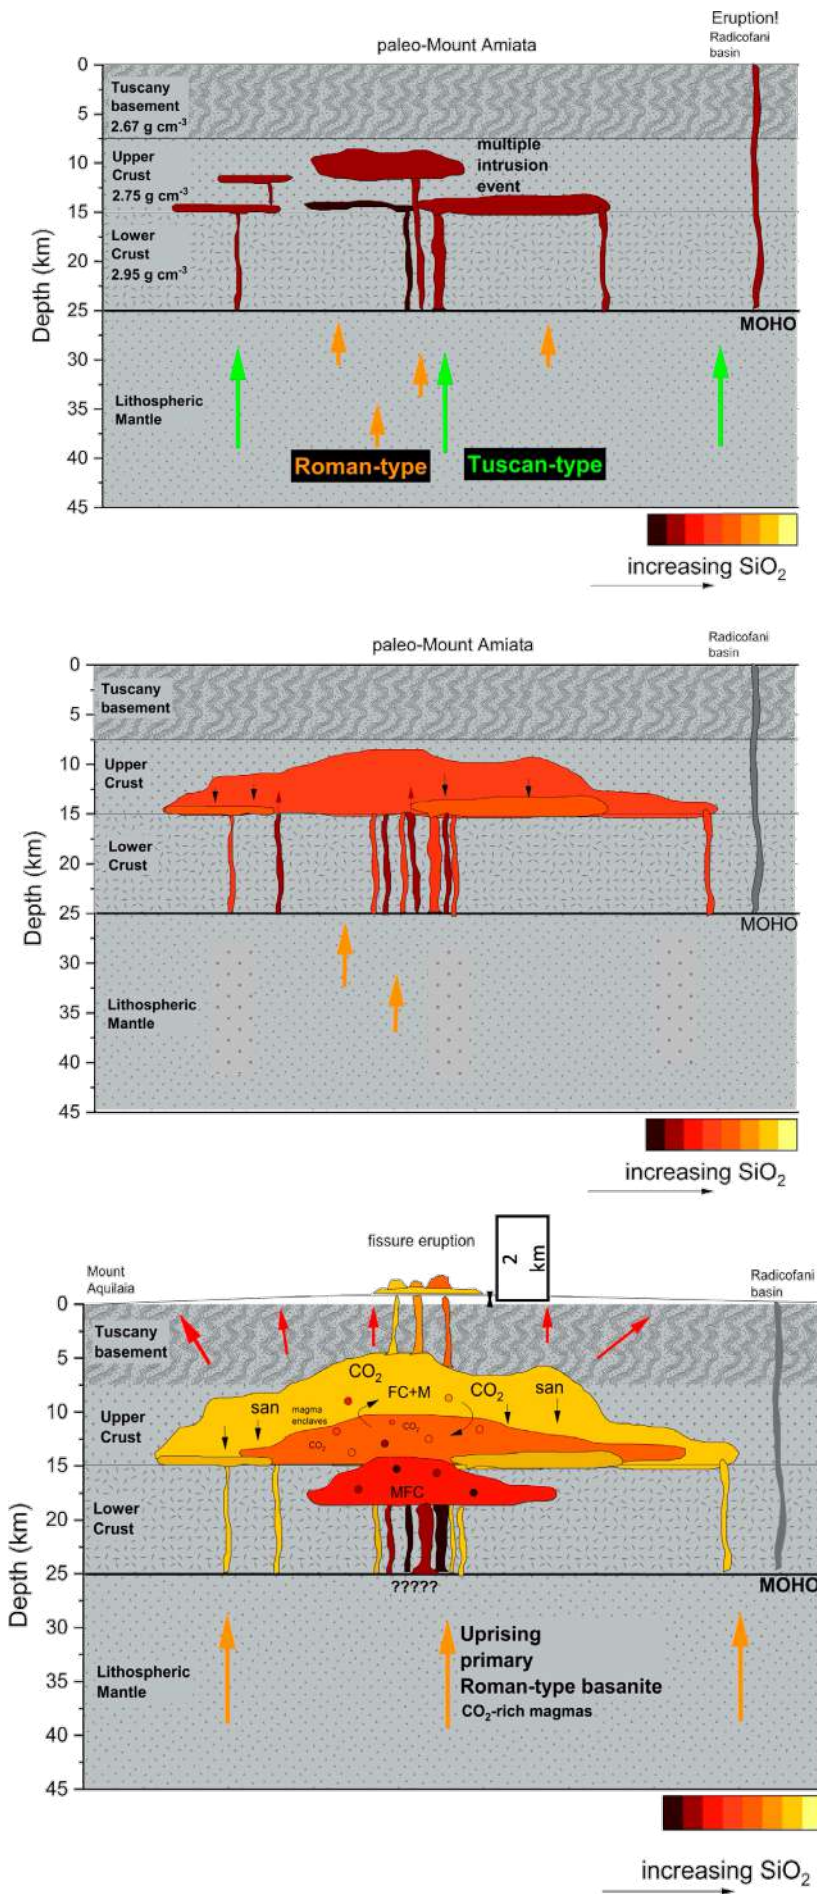 Eruption!
paleo-Mount Amiata
Radicofani
basin
0
Tuscany
basement
2.67 g cm-3
5
10
Upper
Crust
2.75 g cm-3
multiple
intrusion
event
15
Lower
Crust
2.95 g cm-3
20
25
MOHO
30
Lithospheric
Mantle
35
40
45
Depth (km)
Roman-type
Tuscan-type
increasing SiO2
paleo-Mount Amiata
Radicofani
basin
0
Tuscany
basement
5
10
Upper
Crust
15
Lower
Crust
20
25
MOHO
30
Lithospheric
Mantle
35
40
45
Depth (km)
increasing SiO2
fissure eruption
2
km
Mount
Aquilaia
Radicofani
basin
0
Tuscany
basement
5
CO2
FC+M
CO2
san
san
magma
enclaves
CO2
CO2
10
Upper
Crust
15
MFC
Lower
Crust
20
25
?????
MOHO
30
Uprising
primary
Roman-type basanite
CO2-rich magmas
Lithospheric
Mantle
35
40
45
Depth (km)
increasing SiO2